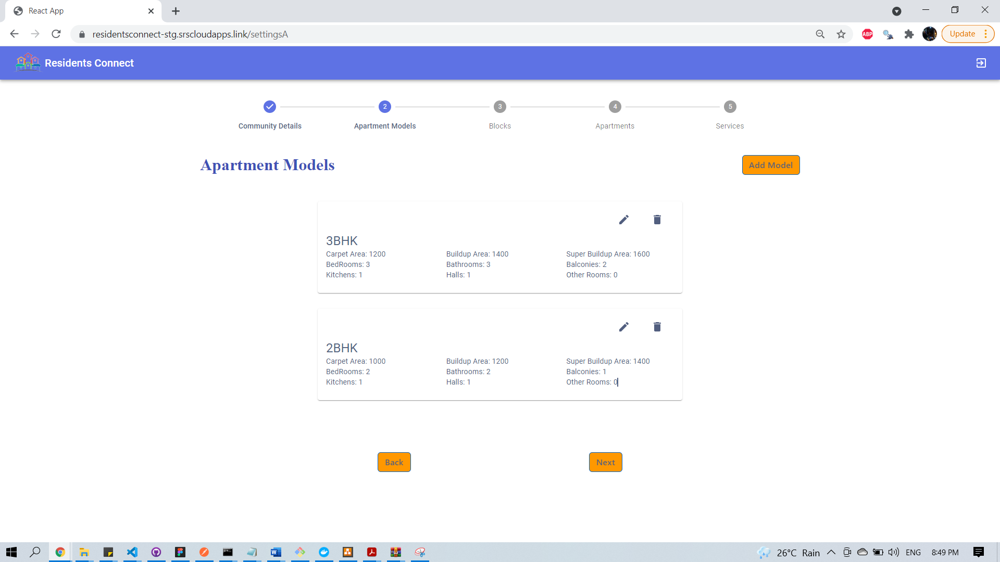 React App
residentsconnect-stg.srscloudapps.link/settingsA
ABP
Update
Residents Connect
2
3
4
5
Community Details
Apartment Models
Blocks
Apartments
Services
Apartment Models
Add Model
3BHK
Carpet Area: 1200
Buildup Area: 1400
Super Buildup Area: 1600
BedRooms: 3
Bathrooms: 3
Balconies: 2
Kitchens: 1
Halls: 1
Other Rooms: 0
2BHK
Carpet Area: 1000
Buildup Area: 1200
Super Buildup Area: 1400
BedRooms: 2
Bathrooms: 2
Balconies: 1
Kitchens: 1
Halls: 1
Other Rooms: 0
Back
Next
26°C Rain
ENG
8:49 PM